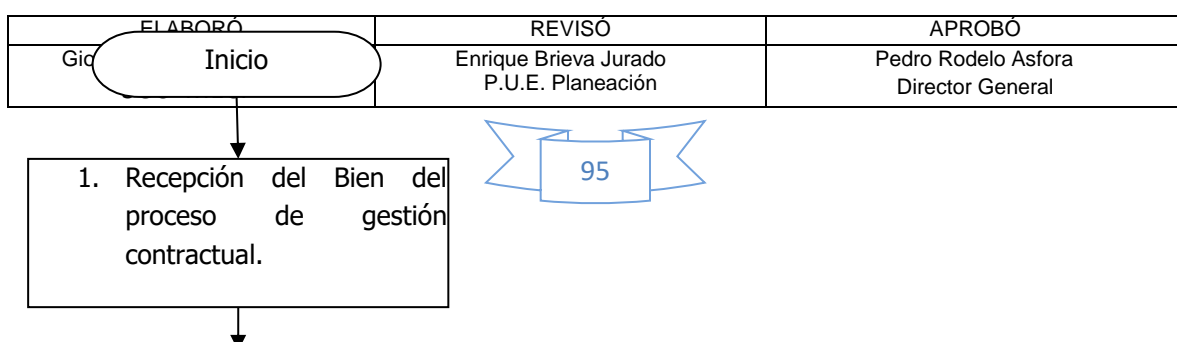 ELABORÓ
REVISÓ
APROBÓ
Inicio
Enrique Brieva Jurado
P.U.E. Planeación
Pedro Rodelo Asfora
Director General
95
1. Recepción del Bien del
proceso de gestión
contractual.